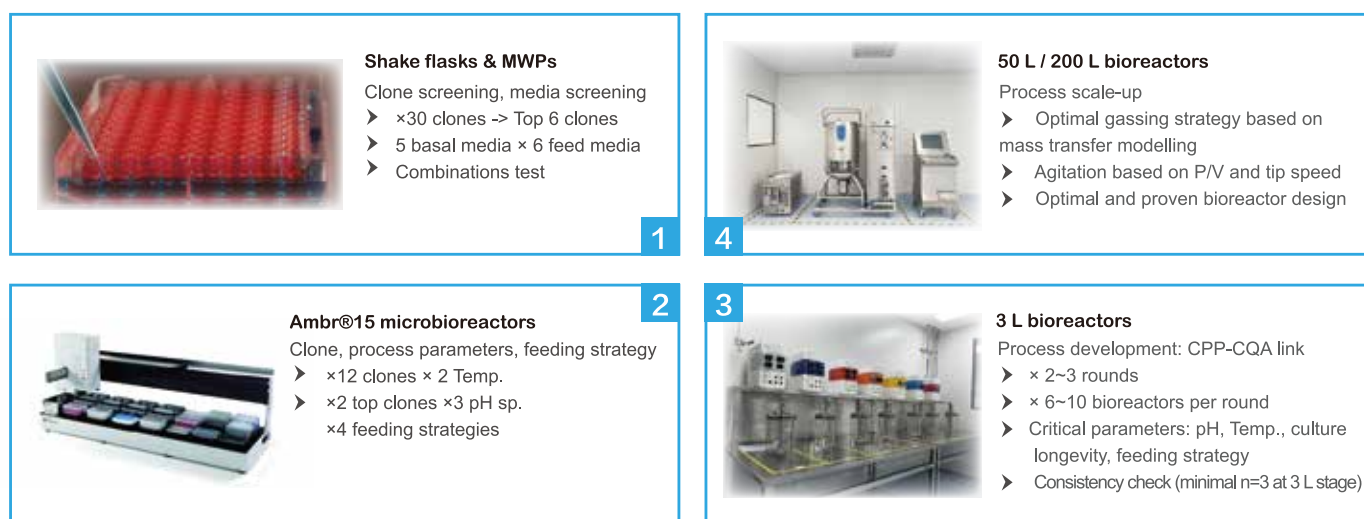 Shake flasks & MWPs
Clone screening, media screening
➤ ×30 clones -> Top 6 clones
➤ 5 basal media × 6 feed media
➤ Combinations test
1
4
50 L / 200 L bioreactors
Process scale-up
➤ Optimal gassing strategy based on
mass transfer modelling
➤ Agitation based on P/V and tip speed
➤ Optimal and proven bioreactor design
2
Ambr®15 microbioreactors
Clone, process parameters, feeding strategy
➤ ×12 clones × 2 Temp.
➤ ×2 top clones ×3 pH sp.
×4 feeding strategies
3
3 L bioreactors
Process development: CPP-CQA link
➤ × 2~3 rounds
➤ × 6~10 bioreactors per round
➤ Critical parameters: pH, Temp., culture
longevity, feeding strategy
➤ Consistency check (minimal n=3 at 3 L stage)